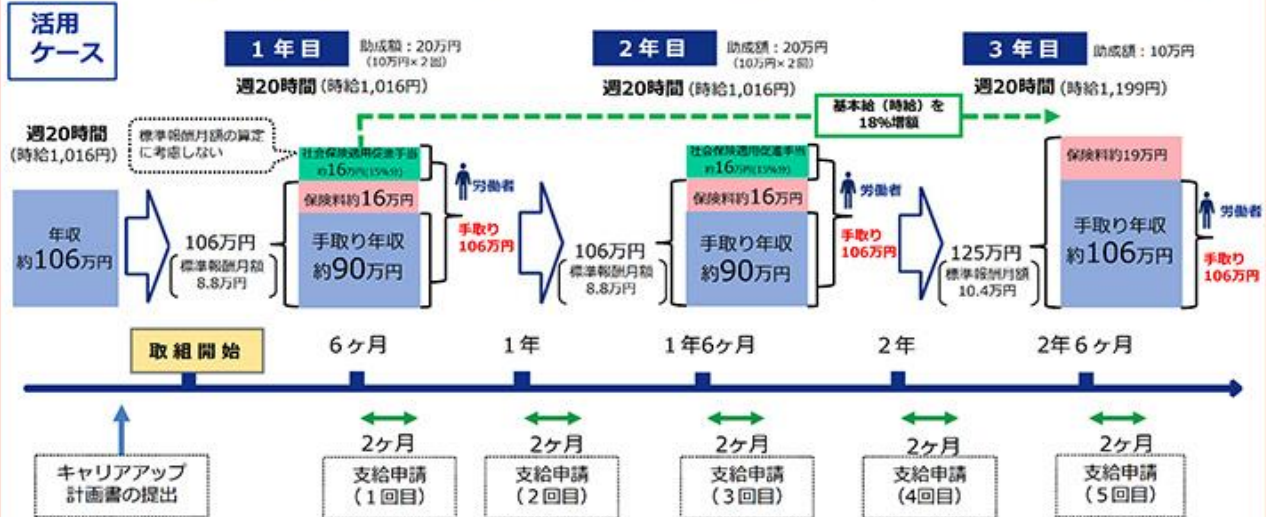 活用
ケース
1年目
助成額：20万円
（10万円×2回）
週20時間（時給1,016円）
2年目
助成額：20万円
（10万円×2回）
週20時間（時給1,016円）
3年目
助成額：10万円
週20時間（時給1,199円）
基本給（時給）を
18%増額
週20時間
（時給1,016円）
年収
約106万円
標準報酬月額の算定
に考慮しない
106万円
標準報酬月額
8.8万円
社会保険適用促進手当
約16万円(15%分)
保険料約16万円
手取り年収
約90万円
労働者
手取り
106万円
106万円
標準報酬月額
8.8万円
社会保険適用促進手当
約16万円(15%分)
保険料約16万円
手取り年収
約90万円
労働者
手取り
106万円
125万円
標準報酬月額
10.4万円
保険料約19万円
手取り年収
約106万円
労働者
手取り
106万円
取組開始
6ヶ月
1年
1年6ヶ月
2年
2年6ヶ月
キャリアアップ
計画書の提出
2ヶ月
支給申請
（1回目）
2ヶ月
支給申請
（2回目）
2ヶ月
支給申請
（3回目）
2ヶ月
支給申請
（4回目）
2ヶ月
支給申請
（5回目）